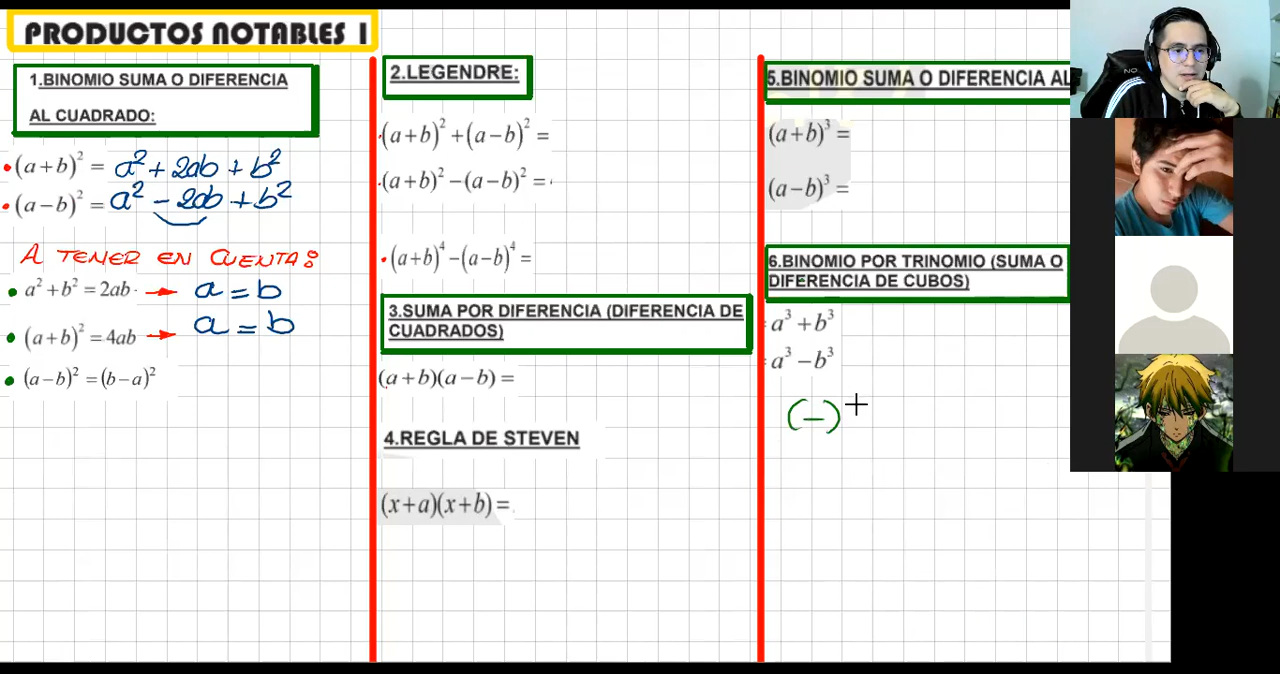 PRODUCTOS NOTABLES I
1.BINOMIO SUMA O DIFERENCIA
AL CUADRADO:
(a+b)² = a² + 2ab + b²
(a−b)² = a² − 2ab + b²
A TENER EN CUENTA:
a² + b² = 2ab → a = b
(a+b)² = 4ab → a = b
(a−b)² = (b−a)²
2.LEGENDRE:
(a+b)² + (a−b)² =
(a+b)² − (a−b)² =
(a+b)⁴ − (a−b)⁴ =
3.SUMA POR DIFERENCIA (DIFERENCIA DE
CUADRADOS)
(a+b)(a−b) =
4.REGLA DE STEVEN
(x+a)(x+b) =
5.BINOMIO SUMA O DIFERENCIA AL
(a+b)³ =
(a−b)³ =
6.BINOMIO POR TRINOMIO (SUMA O
DIFERENCIA DE CUBOS)
= a³ + b³
= a³ − b³
(−)